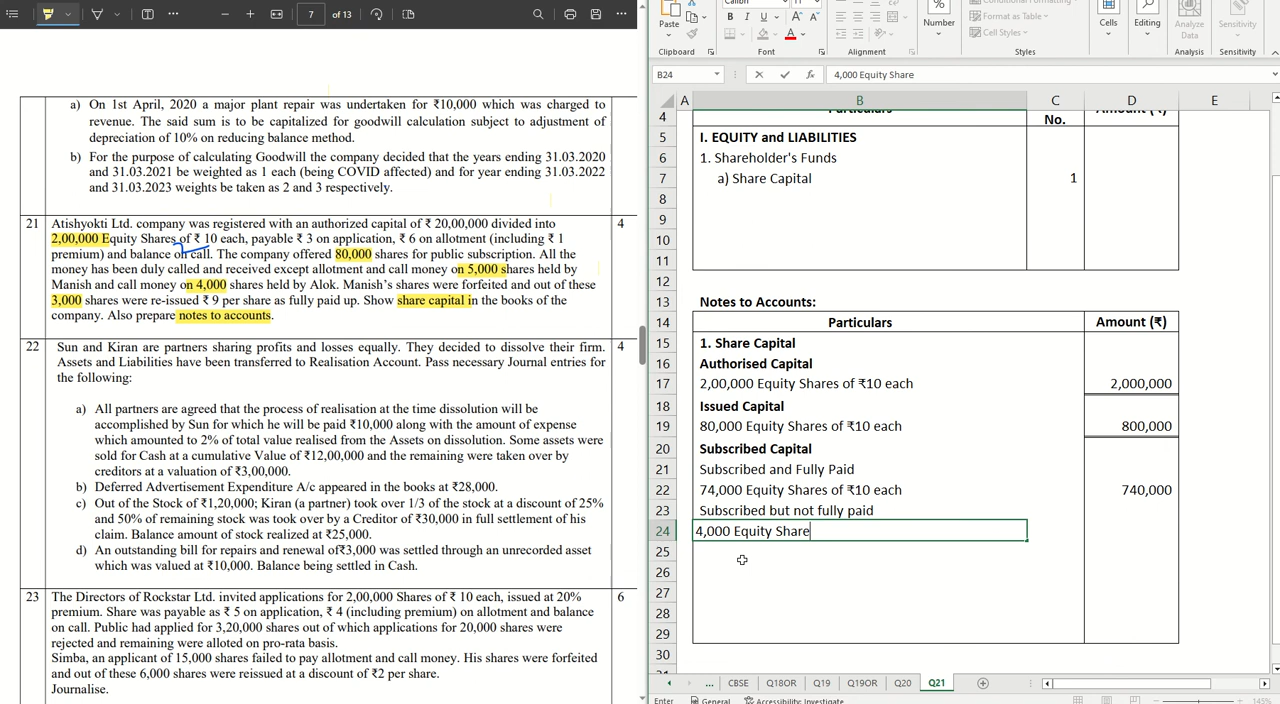 7
of 13
a) On 1st April, 2020 a major plant repair was undertaken for ₹10,000 which was charged to
revenue. The said sum is to be capitalized for goodwill calculation subject to adjustment of
depreciation of 10% on reducing balance method.
b) For the purpose of calculating Goodwill the company decided that the years ending 31.03.2020
and 31.03.2021 be weighted as 1 each (being COVID affected) and for year ending 31.03.2022
and 31.03.2023 weights be taken as 2 and 3 respectively.
21 Atishyokti Ltd. company was registered with an authorized capital of ₹ 20,00,000 divided into 4
2,00,000 Equity Shares of ₹ 10 each, payable ₹ 3 on application, ₹ 6 on allotment (including ₹ 1
premium) and balance on call. The company offered 80,000 shares for public subscription. All the
money has been duly called and received except allotment and call money on 5,000 shares held by
Manish and call money on 4,000 shares held by Alok. Manish's shares were forfeited and out of these
3,000 shares were re-issued ₹ 9 per share as fully paid up. Show share capital in the books of the
company. Also prepare notes to accounts.
22 Sun and Kiran are partners sharing profits and losses equally. They decided to dissolve their firm. 4
Assets and Liabilities have been transferred to Realisation Account. Pass necessary Journal entries for
the following:
a) All partners are agreed that the process of realisation at the time dissolution will be
accomplished by Sun for which he will be paid ₹10,000 along with the amount of expense
which amounted to 2% of total value realised from the Assets on dissolution. Some assets were
sold for Cash at a cumulative Value of ₹12,00,000 and the remaining were taken over by
creditors at a valuation of ₹3,00,000.
b) Deferred Advertisement Expenditure A/c appeared in the books at ₹28,000.
c) Out of the Stock of ₹1,20,000; Kiran (a partner) took over 1/3 of the stock at a discount of 25%
and 50% of remaining stock was took over by a Creditor of ₹30,000 in full settlement of his
claim. Balance amount of stock realized at ₹25,000.
d) An outstanding bill for repairs and renewal of₹3,000 was settled through an unrecorded asset
which was valued at ₹10,000. Balance being settled in Cash.
23 The Directors of Rockstar Ltd. invited applications for 2,00,000 Shares of ₹ 10 each, issued at 20% 6
premium. Share was payable as ₹ 5 on application, ₹ 4 (including premium) on allotment and balance
on call. Public had applied for 3,20,000 shares out of which applications for 20,000 shares were
rejected and remaining were alloted on pro-rata basis.
Simba, an applicant of 15,000 shares failed to pay allotment and call money. His shares were forfeited
and out of these 6,000 shares were reissued at a discount of ₹2 per share.
Journalise.
Paste
Calibri
11
B I U
Number
Conditional Formatting
Format as Table
Cell Styles
Cells
Editing
Analyze
Data
Sensitivity
Clipboard Font Alignment Styles Analysis Sensitivity
B24 fx 4,000 Equity Share
A B C D E
4 Particulars No. Amount (₹)
5 I. EQUITY and LIABILITIES
6 1. Shareholder's Funds
7 a) Share Capital 1
8
9
10
11
12
13 Notes to Accounts:
14 Particulars Amount (₹)
15 1. Share Capital
16 Authorised Capital
17 2,00,000 Equity Shares of ₹10 each 2,000,000
18 Issued Capital
19 80,000 Equity Shares of ₹10 each 800,000
20 Subscribed Capital
21 Subscribed and Fully Paid
22 74,000 Equity Shares of ₹10 each 740,000
23 Subscribed but not fully paid
24 4,000 Equity Share
25
26
27
28
29
30
... CBSE Q18OR Q19 Q19OR Q20 Q21
Enter General Accessibility: Investigate 145%